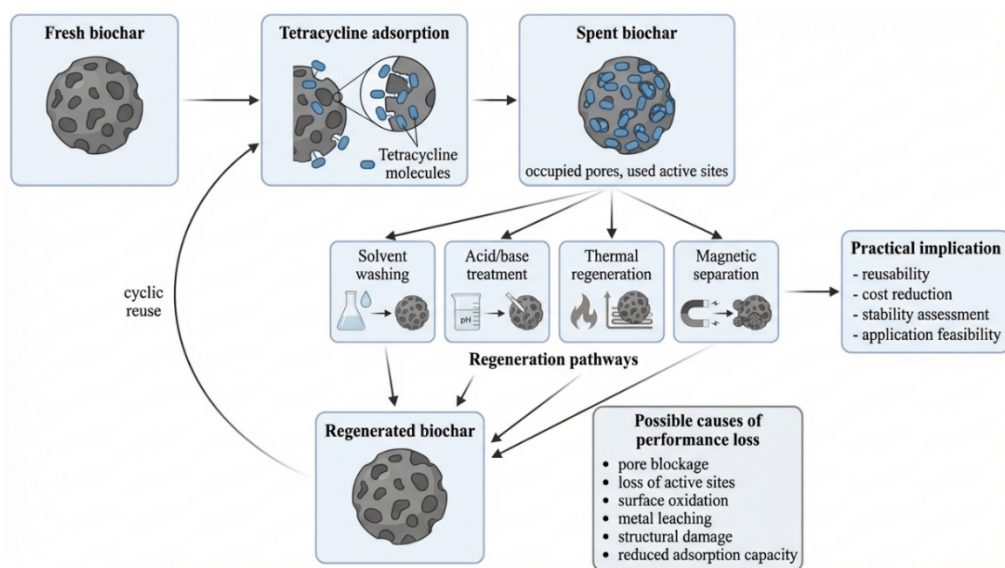 Fresh biochar
Tetracycline adsorption
Tetracycline
molecules
Spent biochar
occupied pores, used active sites
Solvent
washing
Acid/base
treatment
pH
Thermal
regeneration
Magnetic
separation
Practical implication
- reusability
- cost reduction
- stability assessment
- application feasibility
cyclic
reuse
Regeneration pathways
Regenerated biochar
Possible causes of
performance loss
• pore blockage
• loss of active sites
• surface oxidation
• metal leaching
• structural damage
• reduced adsorption capacity